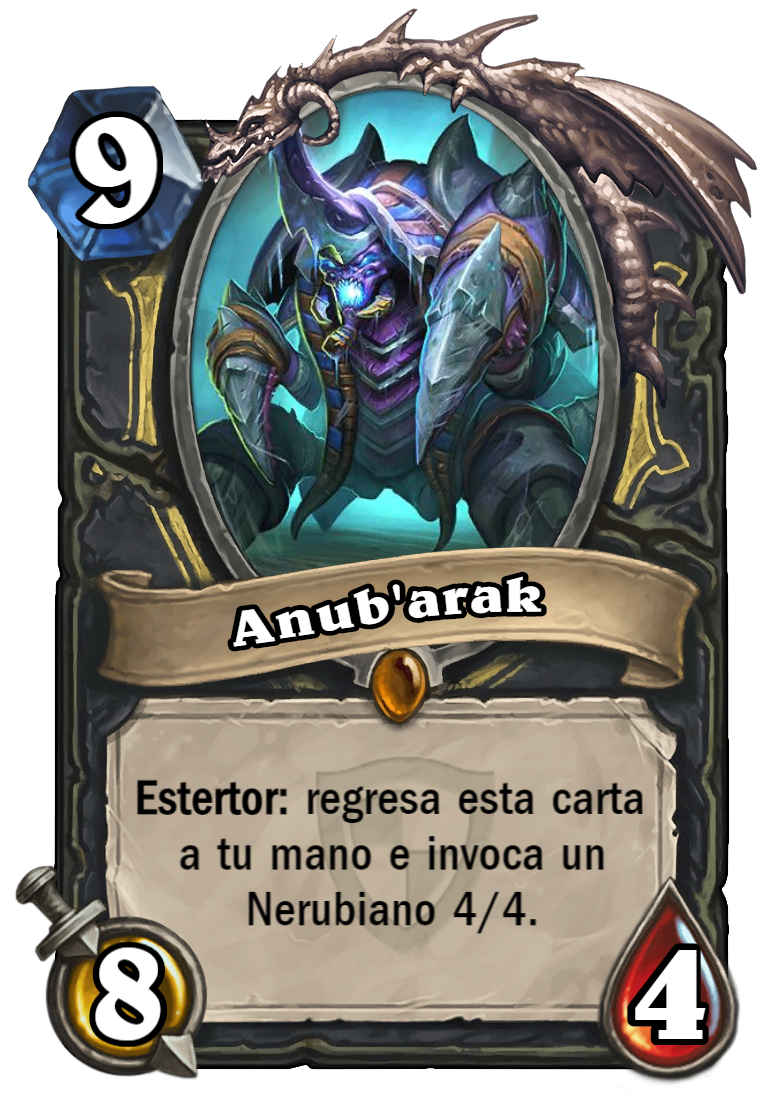 9
Anub'arak
Estertor: regresa esta carta
a tu mano e invoca un
Nerubiano 4/4.
8
4